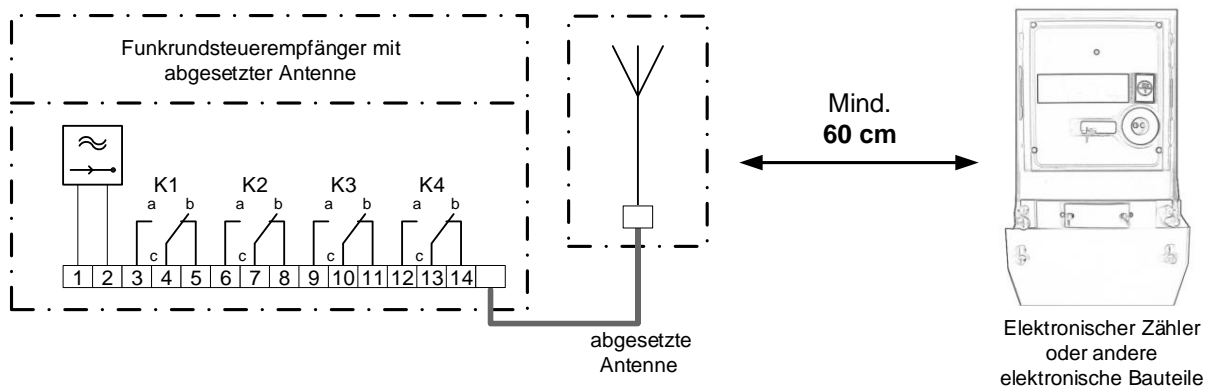 Funkrundsteuerempfänger mit
abgesetzter Antenne
K1 K2 K3 K4
a b a b a b a b
c c c c
1 2 3 4 5 6 7 8 9 10 11 12 13 14
abgesetzte
Antenne
Mind.
60 cm
Elektronischer Zähler
oder andere
elektronische Bauteile